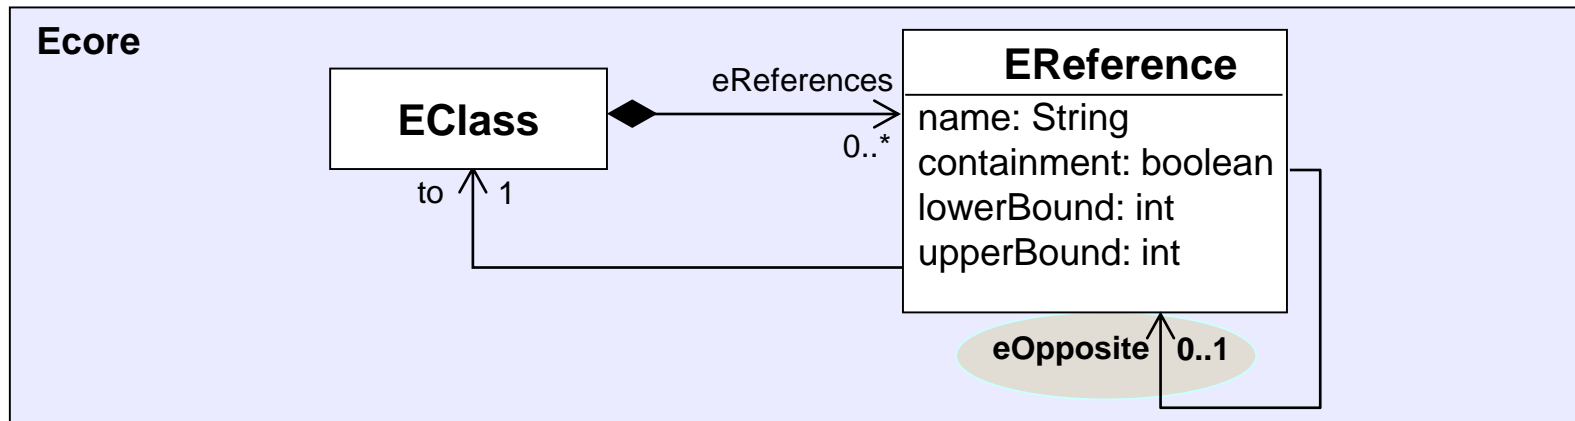 Ecore
EClass
eReferences
0..*
to 1
EReference
name: String
containment: boolean
lowerBound: int
upperBound: int
eOpposite 0..1